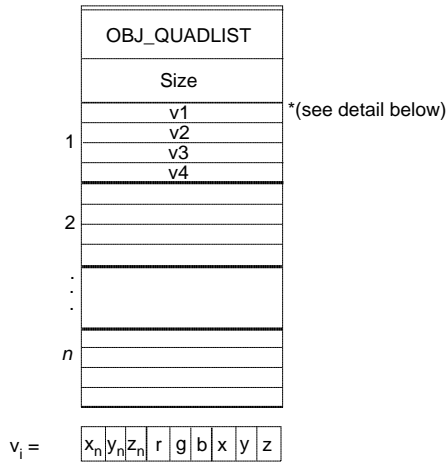 OBJ_QUADLIST
Size
v1 *(see detail below)
v2
1
v3
v4
2
.
.
.
n
vi = xn yn zn r g b x y z